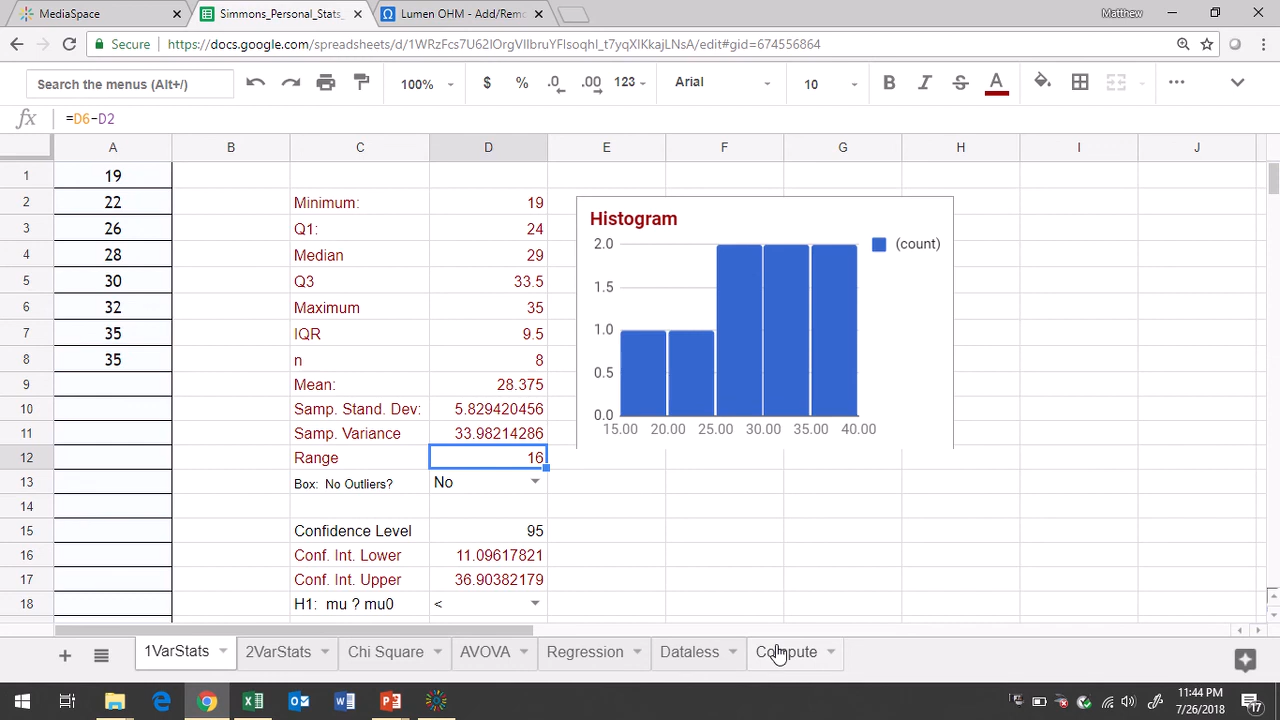 MediaSpace × Simmons_Personal_Stats_ × Lumen OHM - Add/Rem × Matthew
Secure https://docs.google.com/spreadsheets/d/
Search the menus (Alt+/) 100% $ % .0 .00 123 Arial 10 B I S A
fx =D6-D2
A B C D E F G H I J
1 19
2 22 Minimum: 19
3 26 Q1: 24
4 28 Median 29
5 30 Q3 33.5
6 32 Maximum 35
7 35 IQR 9.5
8 35 n 8
9 Mean: 28.375
10 Samp. Stand. Dev: 5.829420456
11 Samp. Variance 33.98214286
12 Range 16
13 Box: No Outliers? No
14
15 Confidence Level 95
16 Conf. Int. Lower 11.09617821
17 Conf. Int. Upper 36.90382179
18 H1: mu ? mu0 <
Histogram
(count)
2.0
1.5
1.0
0.5
0.0
15.00 20.00 25.00 30.00 35.00 40.00
1VarStats 2VarStats Chi Square AVOVA Regression Dataless Compute
11:44 PM
7/26/2018
17